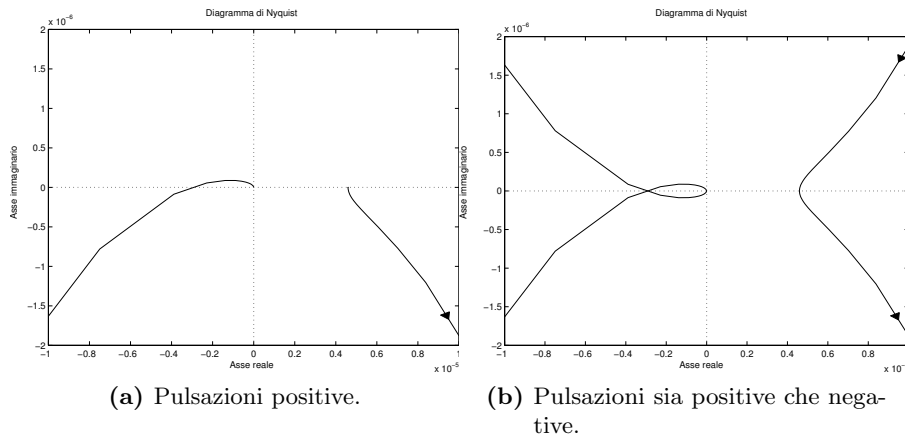 Diagramma di Nyquist
x 10⁻⁶
2
1.5
1
0.5
0
−0.5
−1
−1.5
−2
Asse immaginario
−1 −0.8 −0.6 −0.4 −0.2 0 0.2 0.4 0.6 0.8 1
Asse reale
x 10⁻⁵
(a) Pulsazioni positive.
Diagramma di Nyquist
x 10⁻⁶
2
1.5
1
0.5
0
−0.5
−1
−1.5
−2
Asse immaginario
−1 −0.8 −0.6 −0.4 −0.2 0 0.2 0.4 0.6 0.8
Asse reale
(b) Pulsazioni sia positive che nega-
tive.